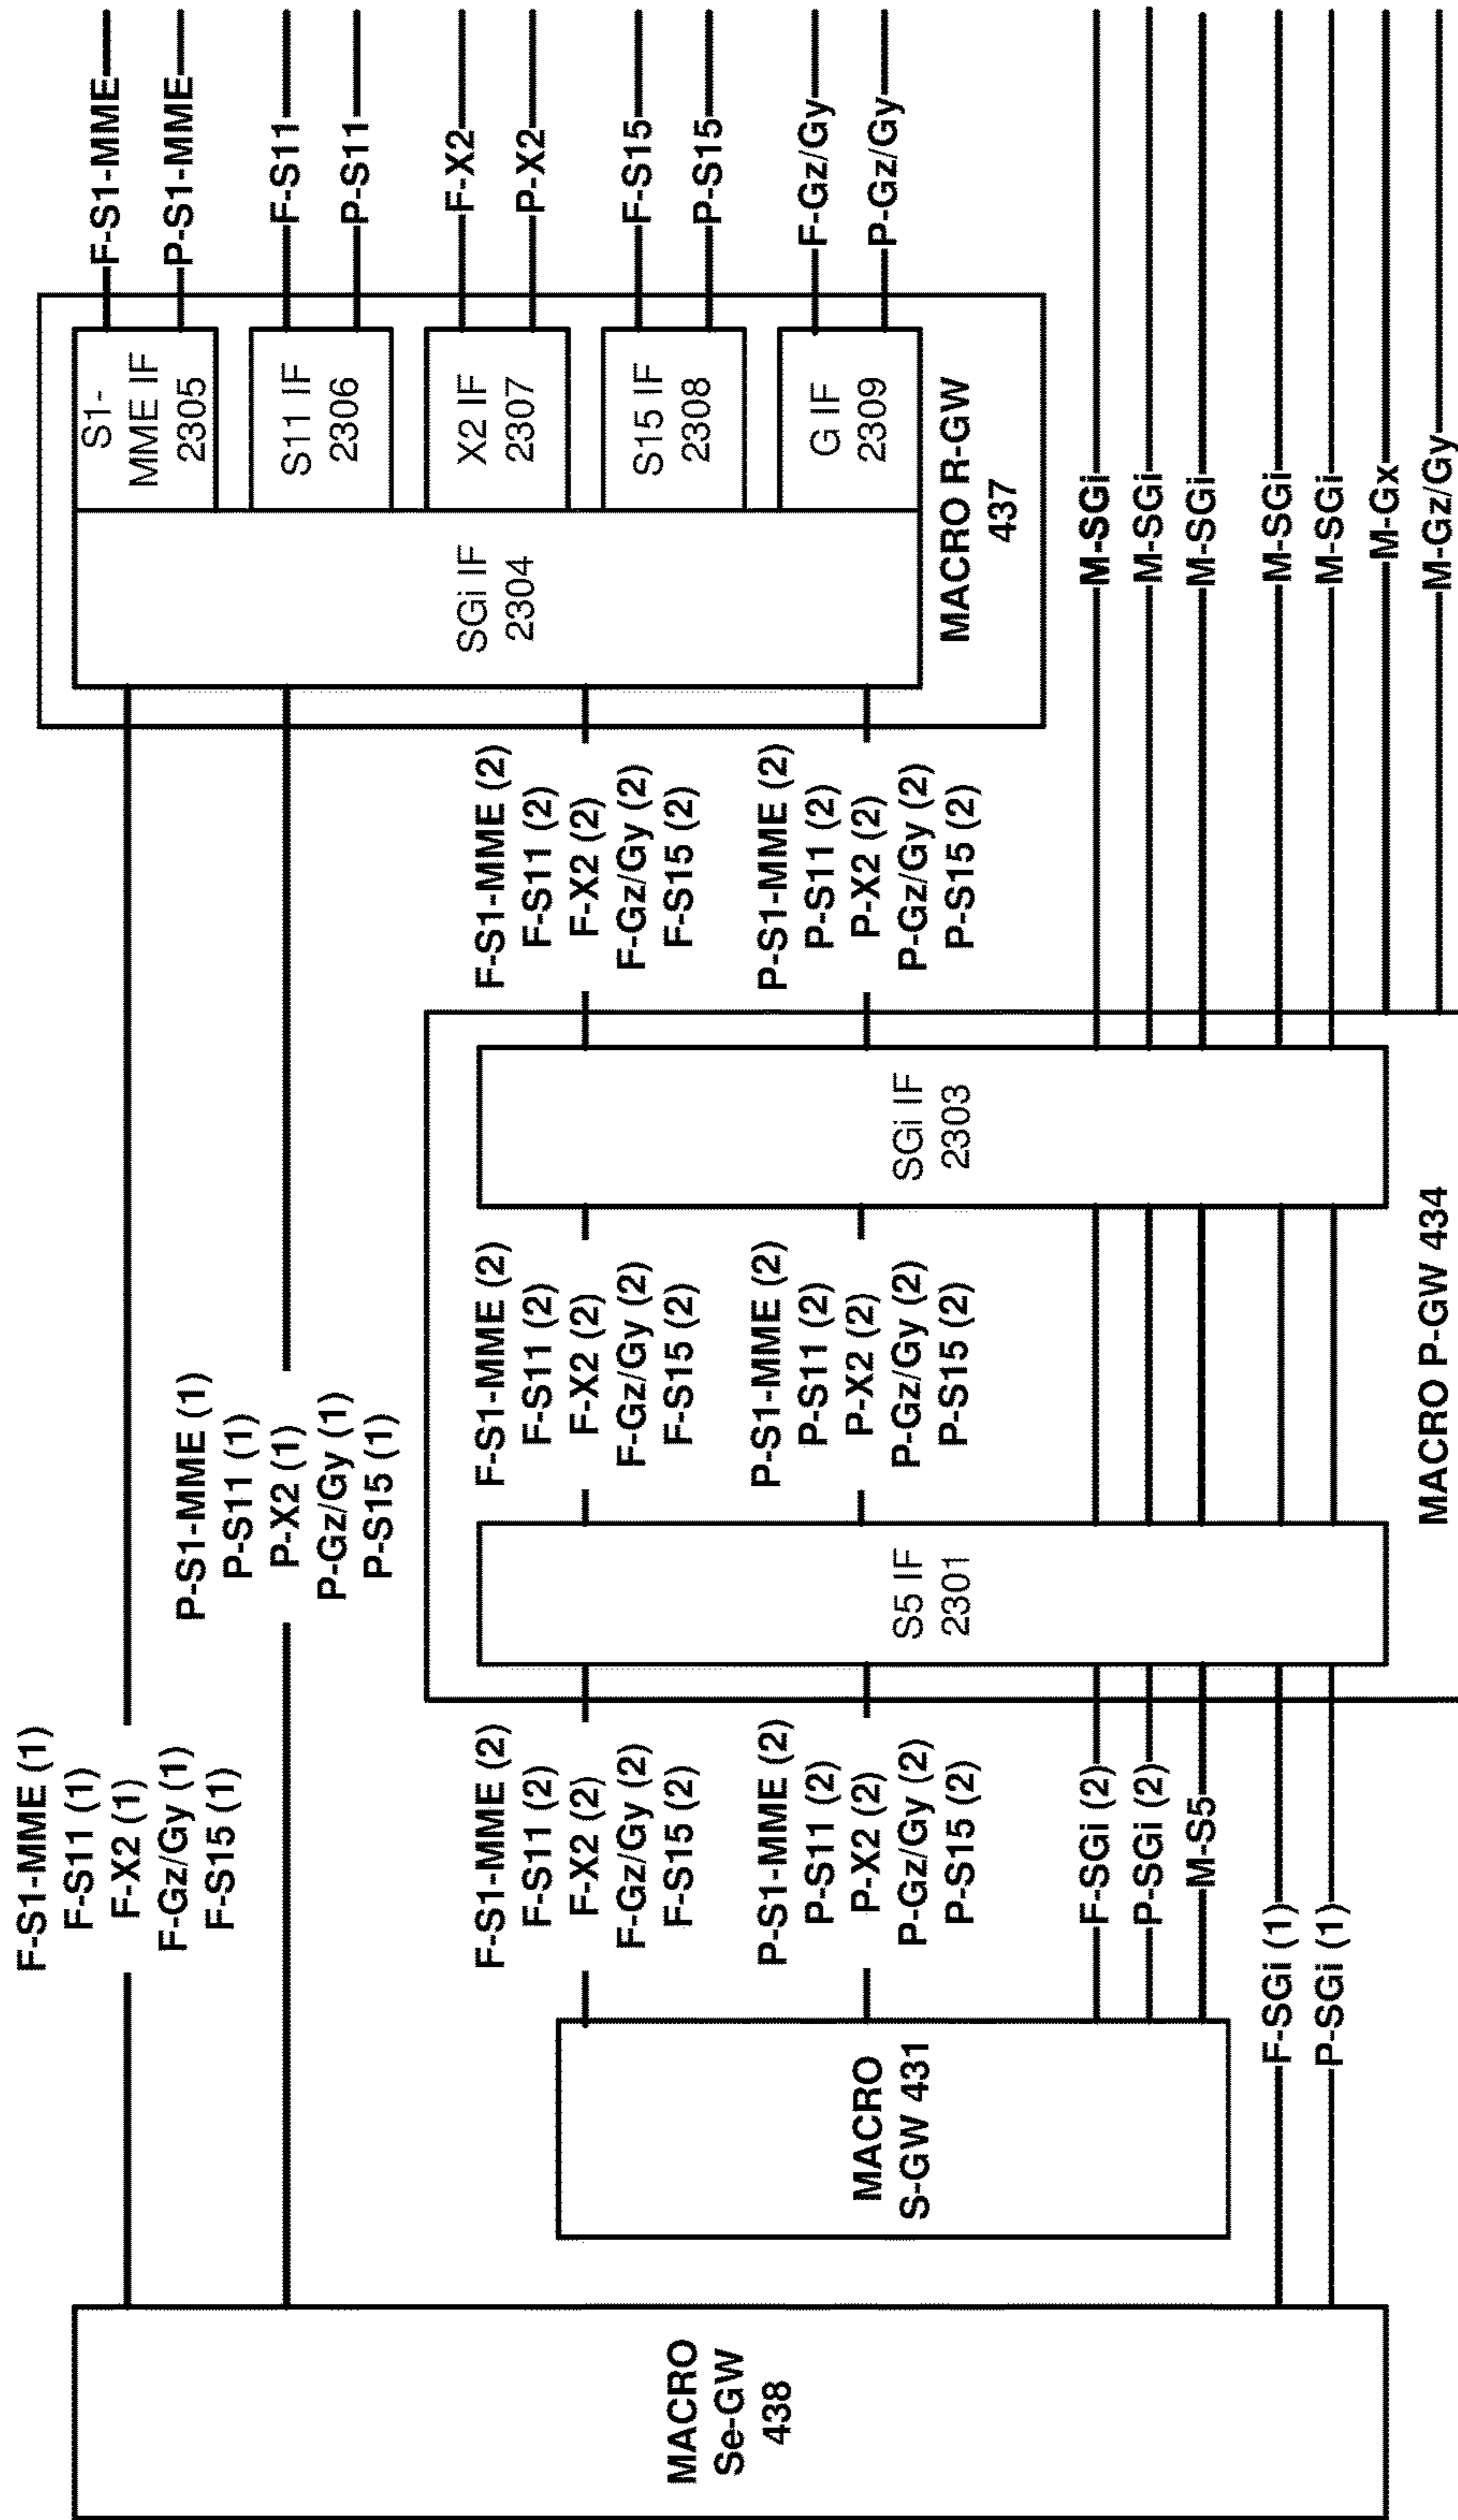 MACRO
Se-GW
438
F-S1-MME (1)
F-S11 (1)
F-X2 (1)
F-Gz/Gy (1)
F-S15 (1)
P-S1-MME (1)
P-S11 (1)
P-X2 (1)
P-Gz/Gy (1)
P-S15 (1)
MACRO
S-GW 431
F-S1-MME (2)
F-S11 (2)
F-X2 (2)
F-Gz/Gy (2)
F-S15 (2)
P-S1-MME (2)
P-S11 (2)
P-X2 (2)
P-Gz/Gy (2)
P-S15 (2)
F-SGi (2)
P-SGi (2)
M-S5
F-SGi (1)
P-SGi (1)
S5 IF
2301
F-S1-MME (2)
F-S11 (2)
F-X2 (2)
F-Gz/Gy (2)
F-S15 (2)
P-S1-MME (2)
P-S11 (2)
P-X2 (2)
P-Gz/Gy (2)
P-S15 (2)
SGi IF
2303
MACRO P-GW 434
F-S1-MME (2)
F-S11 (2)
F-X2 (2)
F-Gz/Gy (2)
F-S15 (2)
P-S1-MME (2)
P-S11 (2)
P-X2 (2)
P-Gz/Gy (2)
P-S15 (2)
SGi IF
2304
S1-
MME IF
2305
S11 IF
2306
X2 IF
2307
S15 IF
2308
G IF
2309
MACRO R-GW
437
F-S1-MME
P-S1-MME
F-S11
P-S11
F-X2
P-X2
F-S15
P-S15
F-Gz/Gy
P-Gz/Gy
M-SGi
M-SGi
M-SGi
M-SGi
M-SGi
M-Gx
M-Gz/Gy